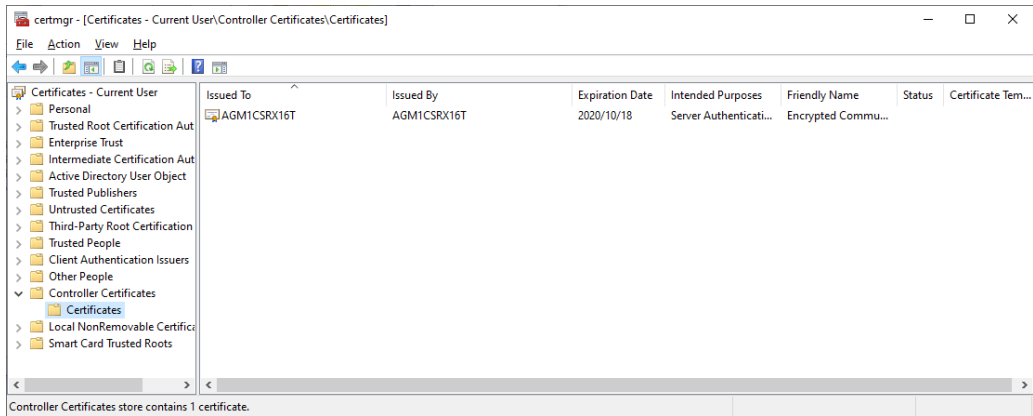 certmgr - [Certificates - Current User\Controller Certificates\Certificates]
File Action View Help
Certificates - Current User
Personal
Trusted Root Certification Aut
Enterprise Trust
Intermediate Certification Aut
Active Directory User Object
Trusted Publishers
Untrusted Certificates
Third-Party Root Certification
Trusted People
Client Authentication Issuers
Other People
Controller Certificates
Certificates
Local NonRemovable Certifica
Smart Card Trusted Roots
Issued To Issued By Expiration Date Intended Purposes Friendly Name Status Certificate Tem...
AGM1CSRX16T AGM1CSRX16T 2020/10/18 Server Authenticati... Encrypted Commu...
Controller Certificates store contains 1 certificate.